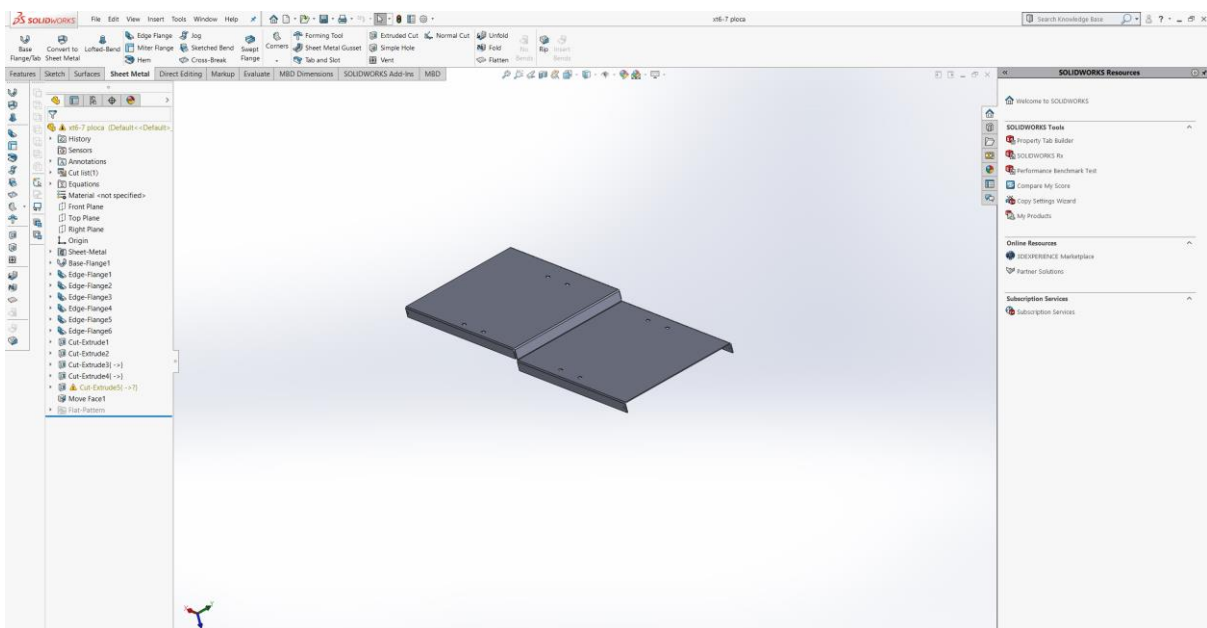 SOLIDWORKS File Edit View Insert Tools Window Help
xt6-7 ploca
Search Knowledge Base
Base Flange/Tab
Convert to Sheet Metal
Lofted-Bend
Edge Flange
Miter Flange
Hem
Jog
Sketched Bend
Cross-Break
Swept Flange
Corners
Forming Tool
Sheet Metal Gusset
Tab and Slot
Extruded Cut
Simple Hole
Vent
Normal Cut
Unfold
Fold
Flatten
Rip
Insert Bends
Features Sketch Surfaces Sheet Metal Direct Editing Markup Evaluate MBD Dimensions SOLIDWORKS Add-Ins MBD
xt6-7 ploca (Default<<Default>_
History
Sensors
Annotations
Cut list(1)
Equations
Material <not specified>
Front Plane
Top Plane
Right Plane
Origin
Sheet-Metal
Base-Flange1
Edge-Flange1
Edge-Flange2
Edge-Flange3
Edge-Flange4
Edge-Flange5
Edge-Flange6
Cut-Extrude1
Cut-Extrude2
Cut-Extrude3( ->)
Cut-Extrude4( ->)
Cut-Extrude5( ->?)
Move Face1
Flat-Pattern
SOLIDWORKS Resources
Welcome to SOLIDWORKS
SOLIDWORKS Tools
Property Tab Builder
SOLIDWORKS Rx
Performance Benchmark Test
Compare My Score
Copy Settings Wizard
My Products
Online Resources
3DEXPERIENCE Marketplace
Partner Solutions
Subscription Services
Subscription Services